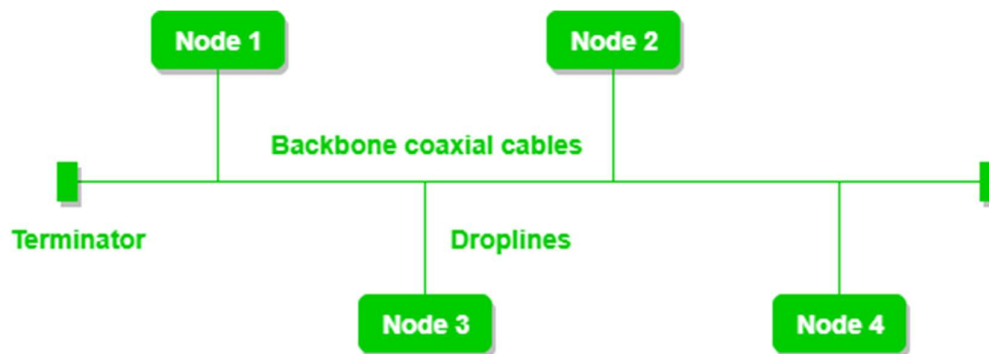 Node 1
Node 2
Backbone coaxial cables
Terminator
Droplines
Node 3
Node 4